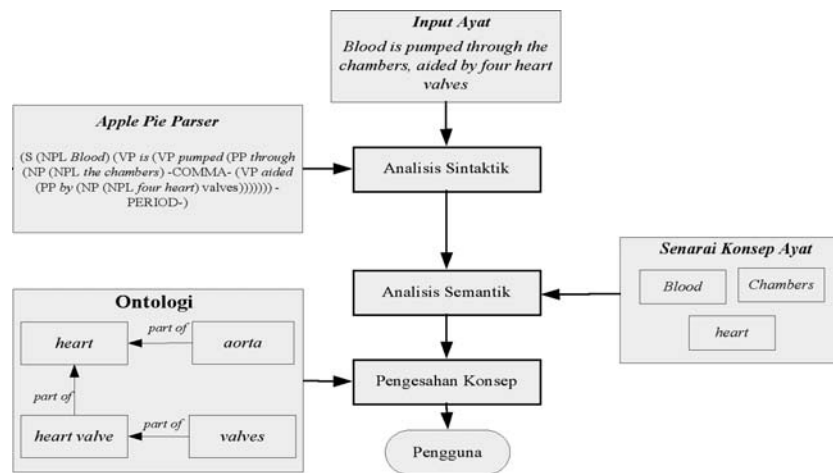 Input Ayat
Blood is pumped through the
chambers, aided by four heart
valves
Apple Pie Parser
(S (NPL Blood) (VP is (VP pumped (PP through
(NP (NPL the chambers) -COMMA- (VP aided
(PP by (NP (NPL four heart) valves))))))) -
PERIOD-)
Analisis Sintaktik
Senarai Konsep Ayat
Blood
Chambers
heart
Analisis Semantik
Ontologi
heart
part of
aorta
part of
heart valve
part of
valves
Pengesahan Konsep
Pengguna